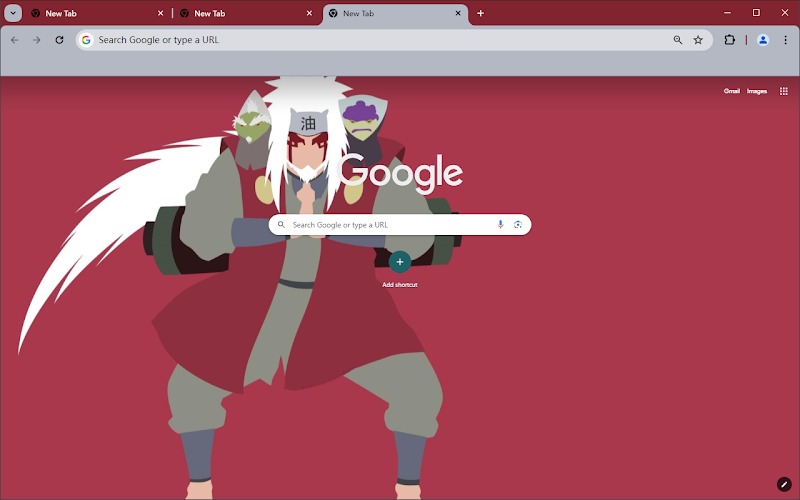 New Tab
New Tab
New Tab
Search Google or type a URL
Gmail Images
油
Google
Search Google or type a URL
Add shortcut